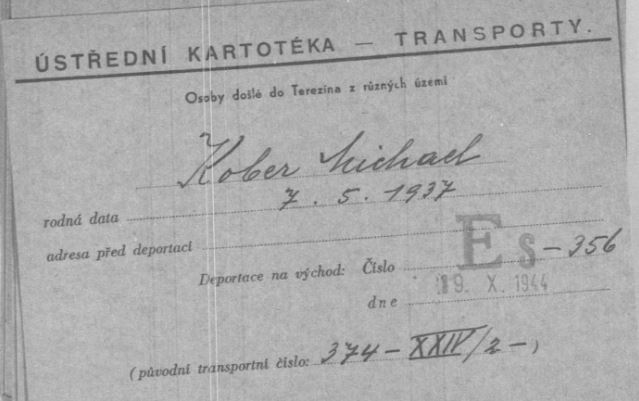 ÚSTŘEDNÍ KARTOTÉKA — TRANSPORTY.
Osoby došlé do Terezína z různých území
Kober Michael
rodná data 7. 5. 1937
adresa před deportací
Deportace na východ: Číslo Es - 356
dne 19. X. 1944
(původní transportní číslo: 374 - XXIV/2 -)